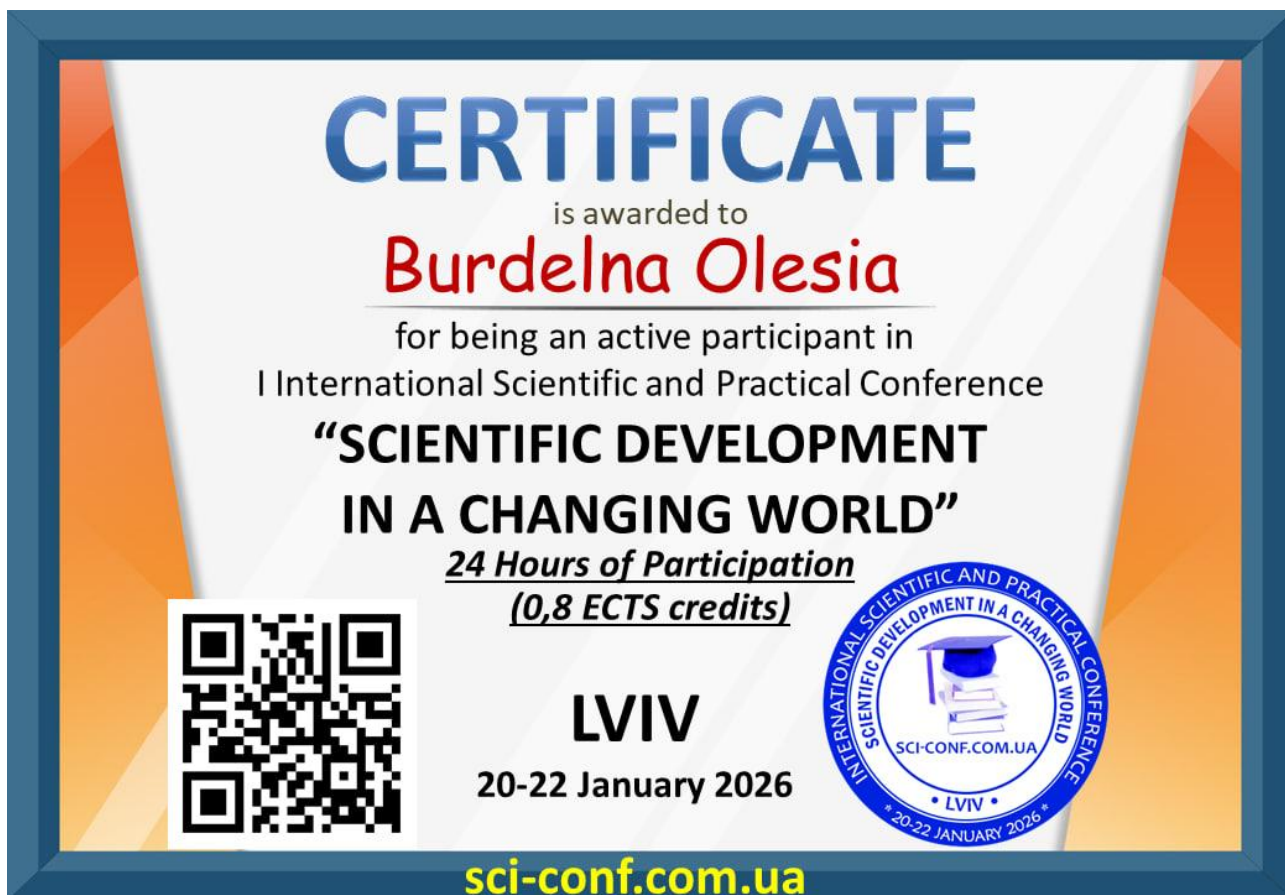 CERTIFICATE
is awarded to
Burdelna Olesia
for being an active participant in
I International Scientific and Practical Conference
“SCIENTIFIC DEVELOPMENT
IN A CHANGING WORLD”
24 Hours of Participation
(0,8 ECTS credits)
LVIV
20-22 January 2026
INTERNATIONAL SCIENTIFIC AND PRACTICAL CONFERENCE
SCIENTIFIC DEVELOPMENT IN A CHANGING WORLD
SCI-CONF.COM.UA
• LVIV •
* 20-22 JANUARY 2026 *
sci-conf.com.ua